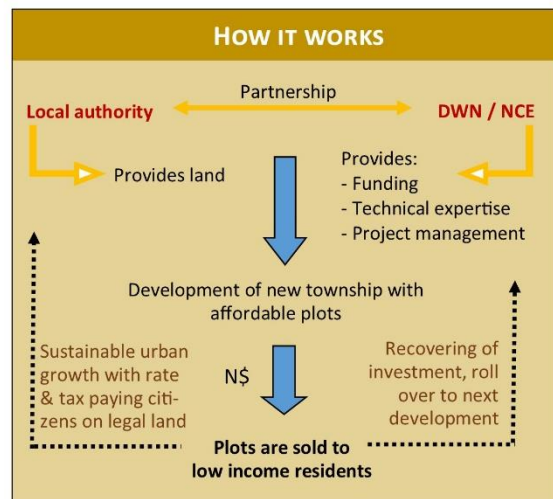 HOW IT WORKS
Partnership
Local authority
DWN / NCE
Provides land
Provides:
- Funding
- Technical expertise
- Project management
Development of new township with
affordable plots
Sustainable urban
growth with rate
& tax paying citi-
zens on legal land
N$
Recovering of
investment, roll
over to next
development
Plots are sold to
low income residents